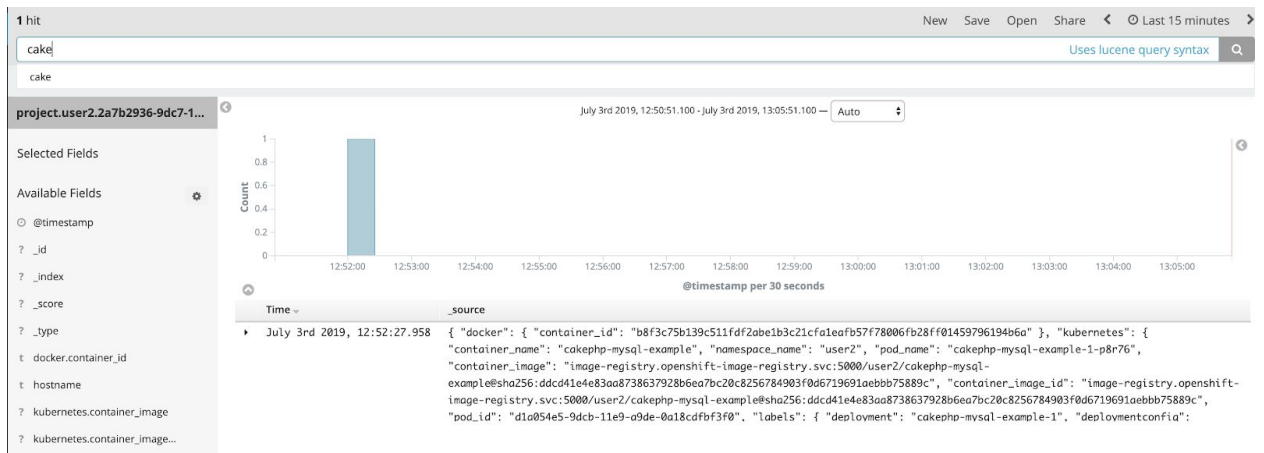 1 hit New Save Open Share Last 15 minutes
cake Uses lucene query syntax
cake
project.user2.2a7b2936-9dc7-1...
July 3rd 2019, 12:50:51.100 - July 3rd 2019, 13:05:51.100 — Auto
Selected Fields
Available Fields
@timestamp
? _id
? _index
? _score
? _type
t docker.container_id
t hostname
? kubernetes.container_image
? kubernetes.container_image...
Count
1
0.8
0.6
0.4
0.2
0
12:52:00 12:53:00 12:54:00 12:55:00 12:56:00 12:57:00 12:58:00 12:59:00 13:00:00 13:01:00 13:02:00 13:03:00 13:04:00 13:05:00
@timestamp per 30 seconds
Time _source
July 3rd 2019, 12:52:27.958 { "docker": { "container_id": "b8f3c75b139c511fdf2abe1b3c21cfa1eafb57f78006fb28ff01459796194b6a" }, "kubernetes": {
"container_name": "cakephp-mysql-example", "namespace_name": "user2", "pod_name": "cakephp-mysql-example-1-p8r76",
"container_image": "image-registry.openshift-image-registry.svc:5000/user2/cakephp-mysql-
example@sha256:ddcd41e4e83aa8738637928b6ea7bc20c8256784903f0d6719691aebbb75889c", "container_image_id": "image-registry.openshift-
image-registry.svc:5000/user2/cakephp-mysql-example@sha256:ddcd41e4e83aa8738637928b6ea7bc20c8256784903f0d6719691aebbb75889c",
"pod_id": "d1a054e5-9dcb-11e9-a9de-0a18cdfbf3f0", "labels": { "deployment": "cakephp-mysql-example-1", "deploymentconfig":